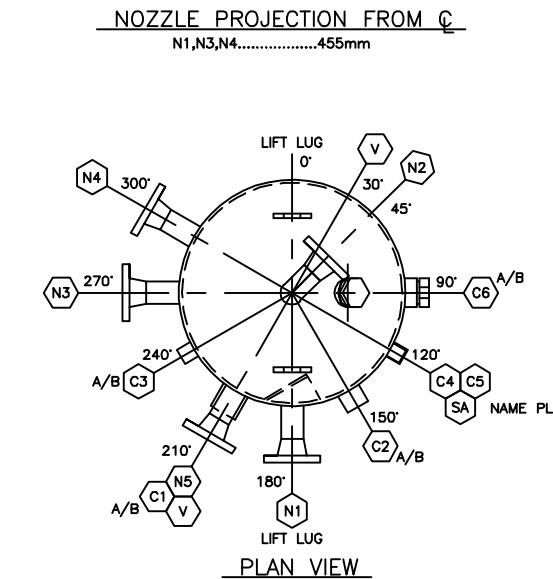 NOZZLE PROJECTION FROM ℄
N1,N3,N4..................455mm
LIFT LUG
0°
V
30°
N2
45°
N4
300°
N3
270°
90°
C6
A/B
240°
A/B
C3
120°
C4
C5
SA
NAME PL
150°
C2
A/B
210°
N5
A/B
C1
V
180°
N1
LIFT LUG
PLAN VIEW